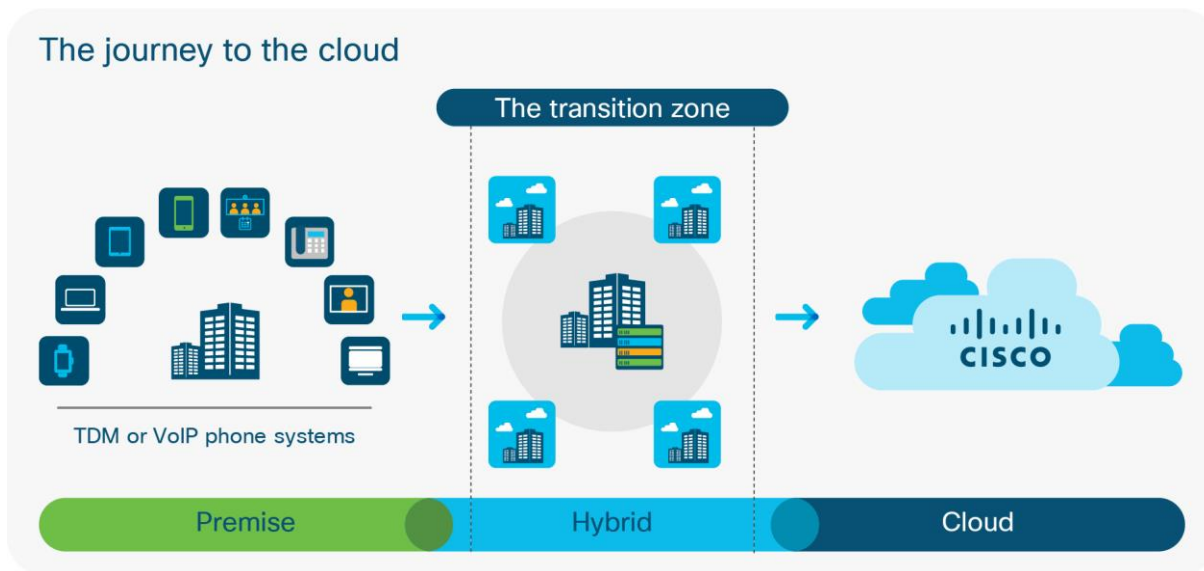 The journey to the cloud
The transition zone
CISCO
TDM or VoIP phone systems
Premise
Hybrid
Cloud